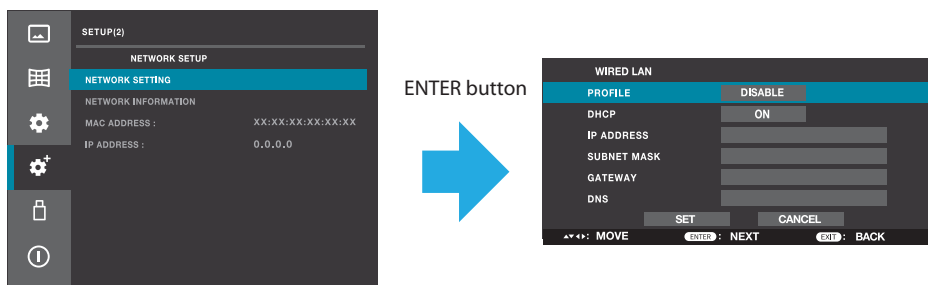 SETUP(2)
NETWORK SETUP
NETWORK SETTING
NETWORK INFORMATION
MAC ADDRESS : XX:XX:XX:XX:XX:XX
IP ADDRESS : 0.0.0.0
ENTER button
WIRED LAN
PROFILE DISABLE
DHCP ON
IP ADDRESS
SUBNET MASK
GATEWAY
DNS
SET CANCEL
▲▼◀▶: MOVE ENTER : NEXT EXIT : BACK